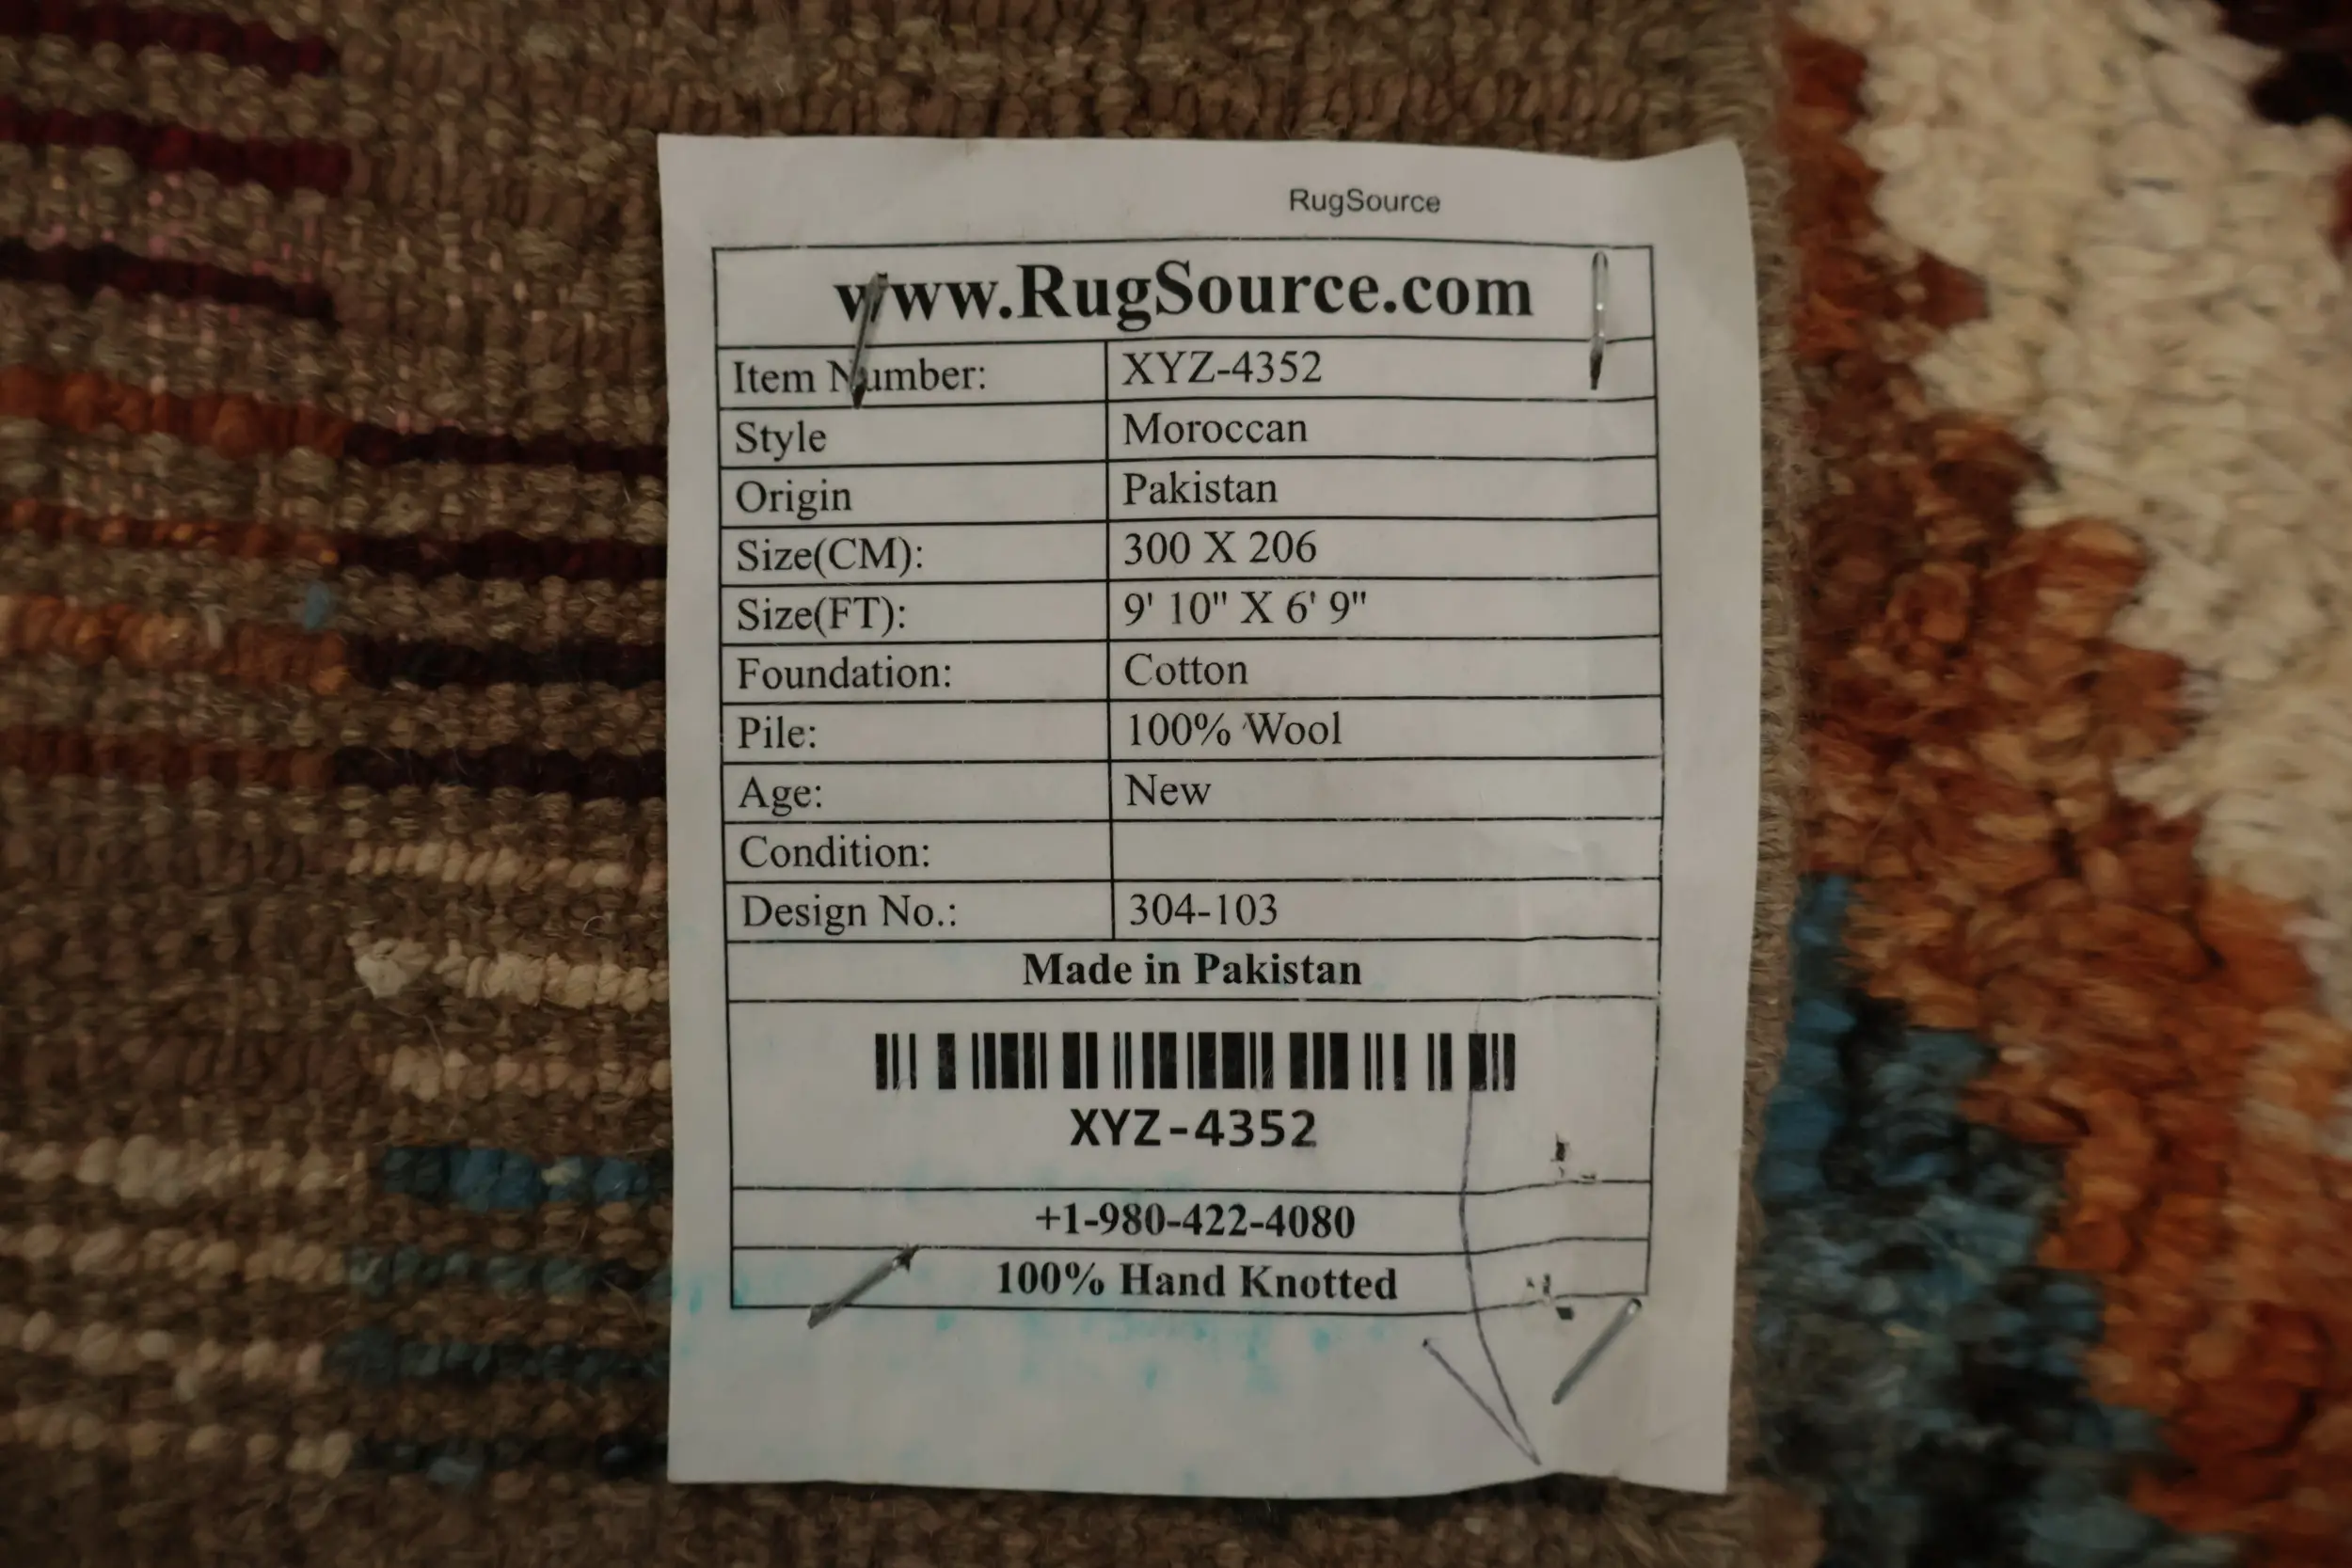 RugSource
www.RugSource.com
Item Number: XYZ-4352
Style Moroccan
Origin Pakistan
Size(CM): 300 X 206
Size(FT): 9' 10" X 6' 9"
Foundation: Cotton
Pile: 100% Wool
Age: New
Condition:
Design No.: 304-103
Made in Pakistan
XYZ-4352
+1-980-422-4080
100% Hand Knotted